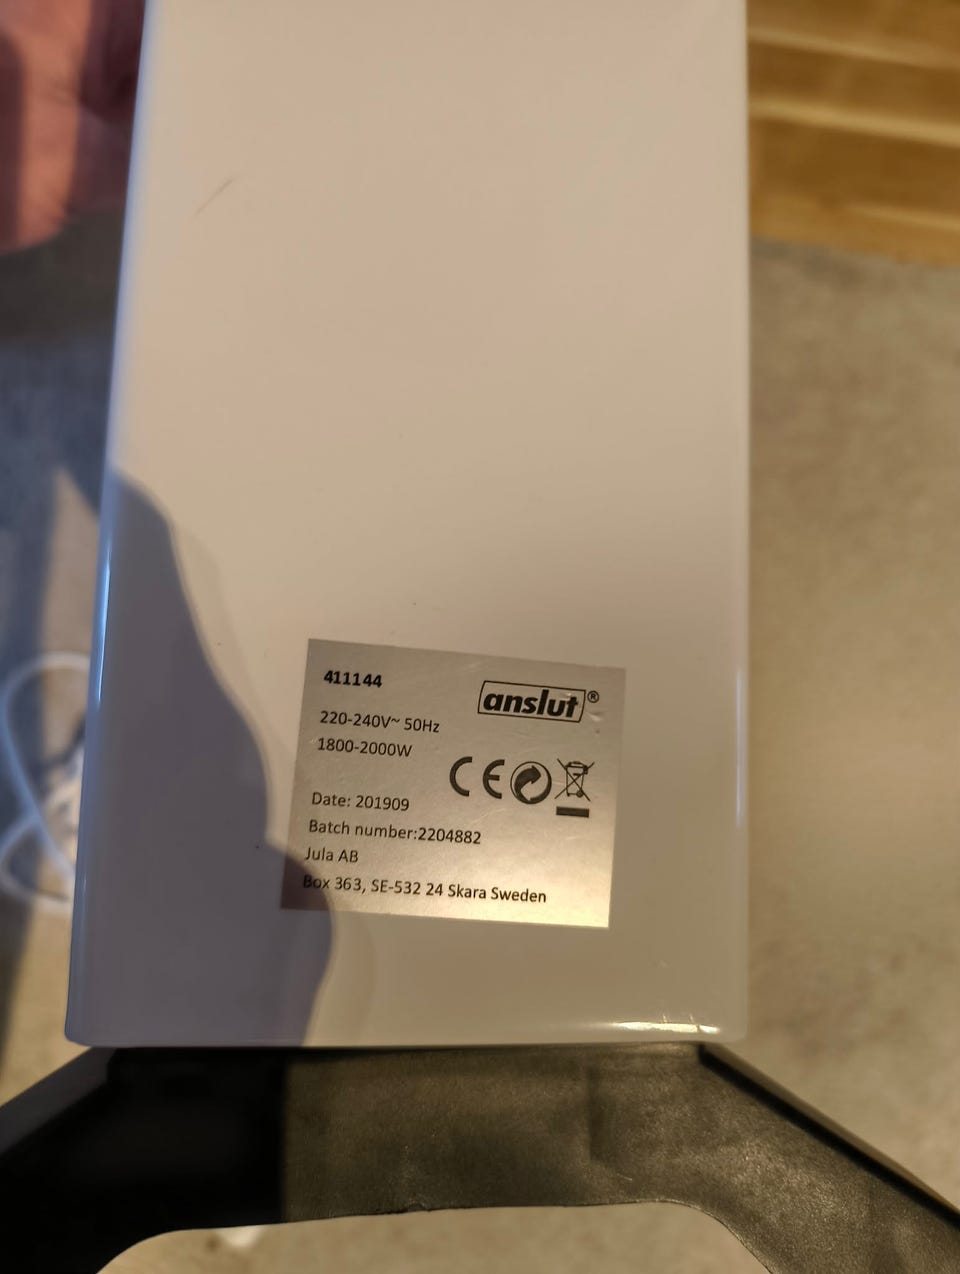 411144
anslut®
220-240V~ 50Hz
1800-2000W
CE
Date: 201909
Batch number:2204882
Jula AB
Box 363, SE-532 24 Skara Sweden